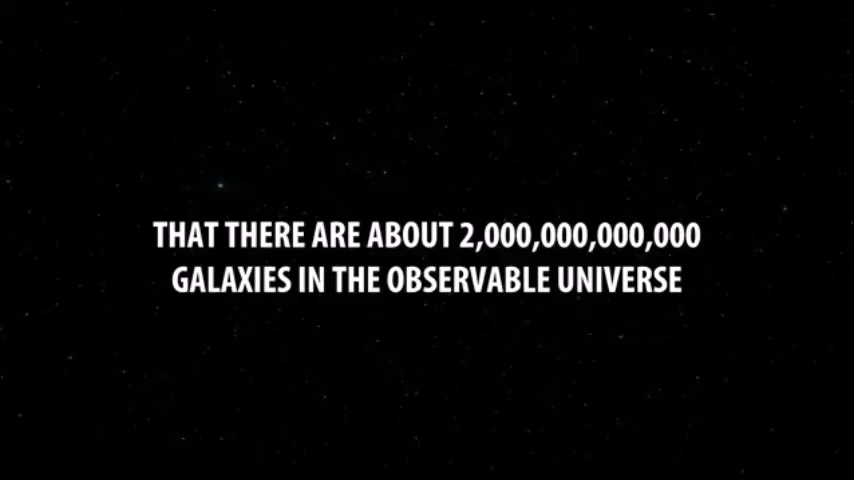 THAT THERE ARE ABOUT 2,000,000,000,000
GALAXIES IN THE OBSERVABLE UNIVERSE